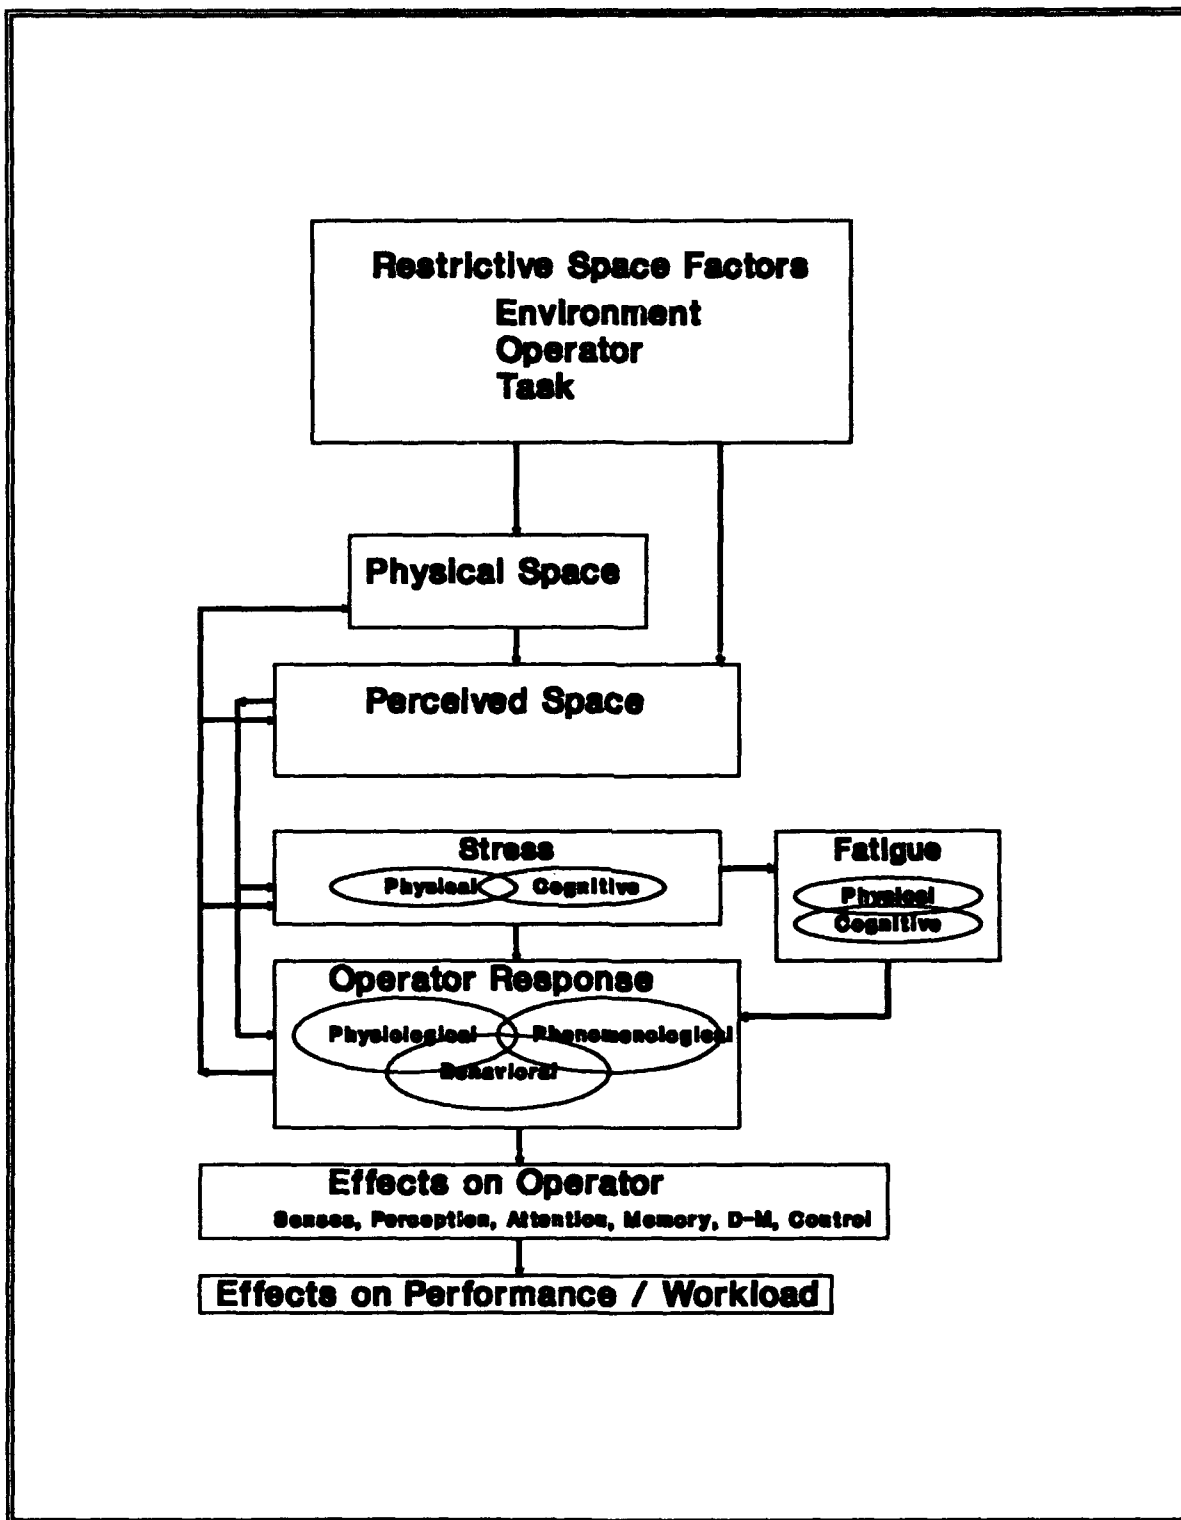 Restrictive Space Factors
Environment
Operator
Task
Physical Space
Perceived Space
Stress
Physical Cognitive
Fatigue
Physical
Cognitive
Operator Response
Physiological Phenomenological
Behavioral
Effects on Operator
Senses, Perception, Attention, Memory, D-M, Control
Effects on Performance / Workload